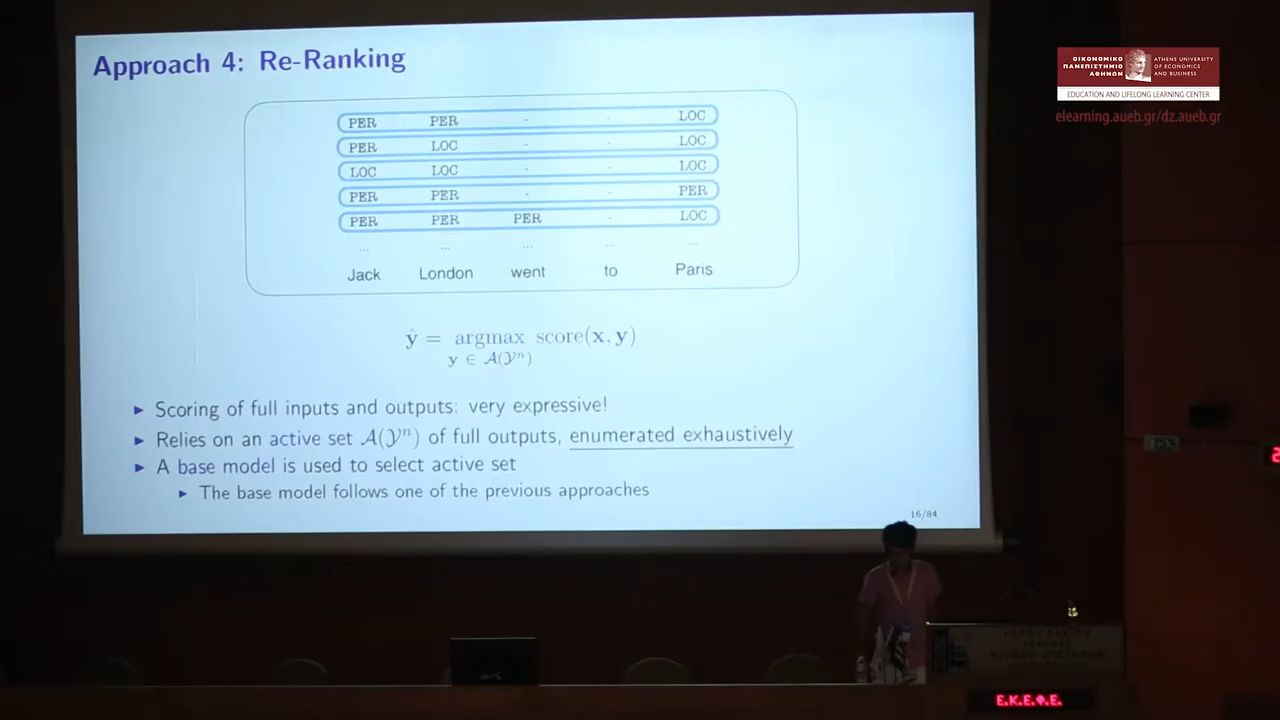 Approach 4: Re-Ranking
PER PER - - LOC
PER LOC - - LOC
LOC LOC - - LOC
PER PER - - PER
PER PER PER - LOC
... ... ... ... ...
Jack London went to Paris
ŷ = argmax score(x, y)
y ∈ A(Yⁿ)
▶ Scoring of full inputs and outputs: very expressive!
▶ Relies on an active set A(Yⁿ) of full outputs, enumerated exhaustively
▶ A base model is used to select active set
▶ The base model follows one of the previous approaches
16/84
ΟΙΚΟΝΟΜΙΚΟ
ΠΑΝΕΠΙΣΤΗΜΙΟ
ΑΘΗΝΩΝ
ATHENS UNIVERSITY
OF ECONOMICS
AND BUSINESS
EDUCATION AND LIFELONG LEARNING CENTER
elearning.aueb.gr/dz.aueb.gr
2
Ε.Κ.Ε.Φ.Ε.